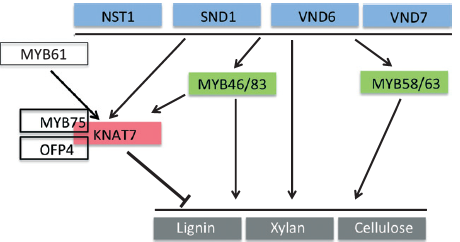 NST1 SND1 VND6 VND7
MYB61
MYB46/83 MYB58/63
MYB75
KNAT7
OFP4
Lignin Xylan Cellulose